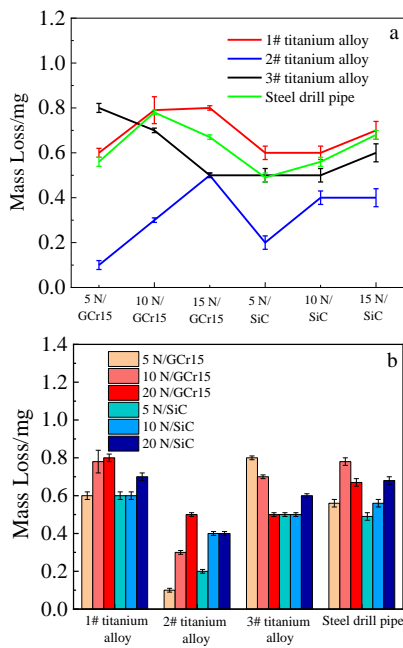 a
1# titanium alloy
2# titanium alloy
3# titanium alloy
Steel drill pipe
Mass Loss/mg
1.4
1.2
1.0
0.8
0.6
0.4
0.2
0.0
5 N/ 10 N/ 15 N/ 5 N/ 10 N/ 15 N/
GCr15 GCr15 GCr15 SiC SiC SiC
b
5 N/GCr15
10 N/GCr15
20 N/GCr15
5 N/SiC
10 N/SiC
20 N/SiC
Mass Loss/mg
1.4
1.2
1.0
0.8
0.6
0.4
0.2
0.0
1# titanium 2# titanium 3# titanium Steel drill pipe
alloy alloy alloy